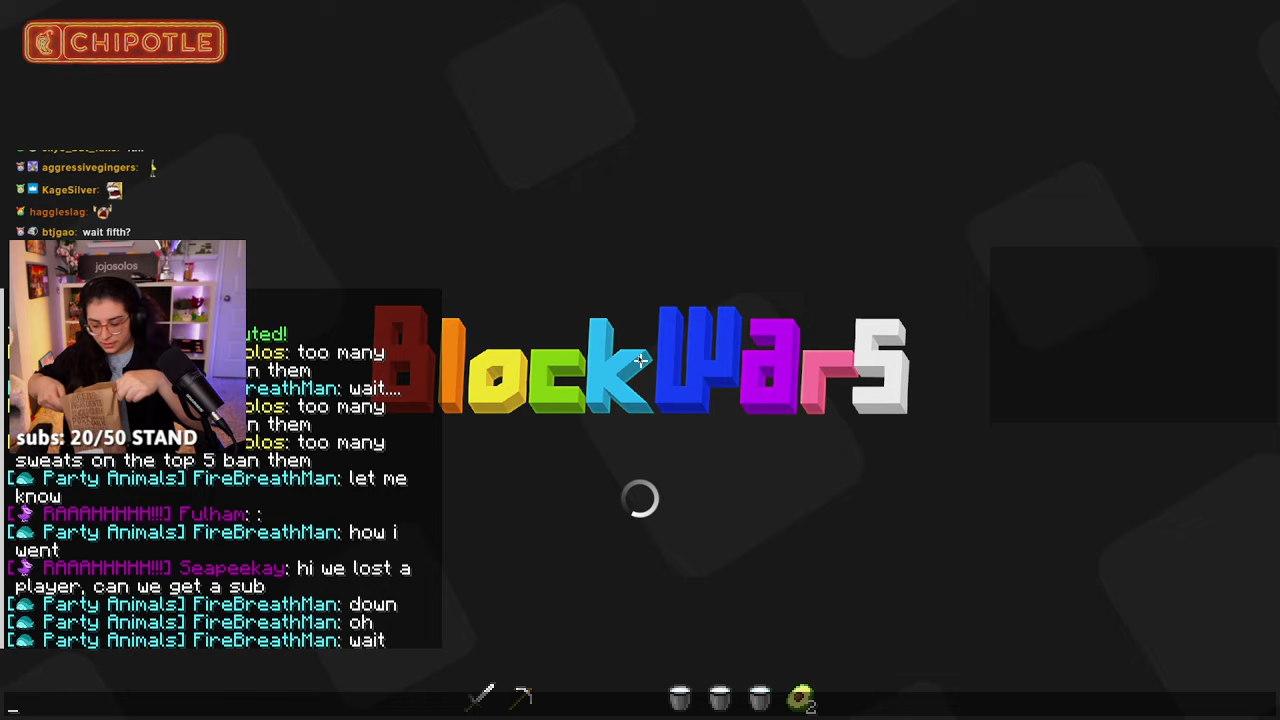 CHIPOTLE
aggressivegingers:
KageSilver:
haggleslag:
btjgao: wait fifth?
jojosolos
BlockWars
uted!
olos: too many
n them
reathMan: wait....
olos: too many
n them
olos: too many
sweats on the top 5 ban them
subs: 20/50 STAND
[Party Animals] FireBreathMan: let me
know
[RAAAHHHHH!!!] Fulham: :
[Party Animals] FireBreathMan: how i
went
[RAAAHHHHH!!!] Seapeekay: hi we lost a
player, can we get a sub
[Party Animals] FireBreathMan: down
[Party Animals] FireBreathMan: oh
[Party Animals] FireBreathMan: wait
_
2